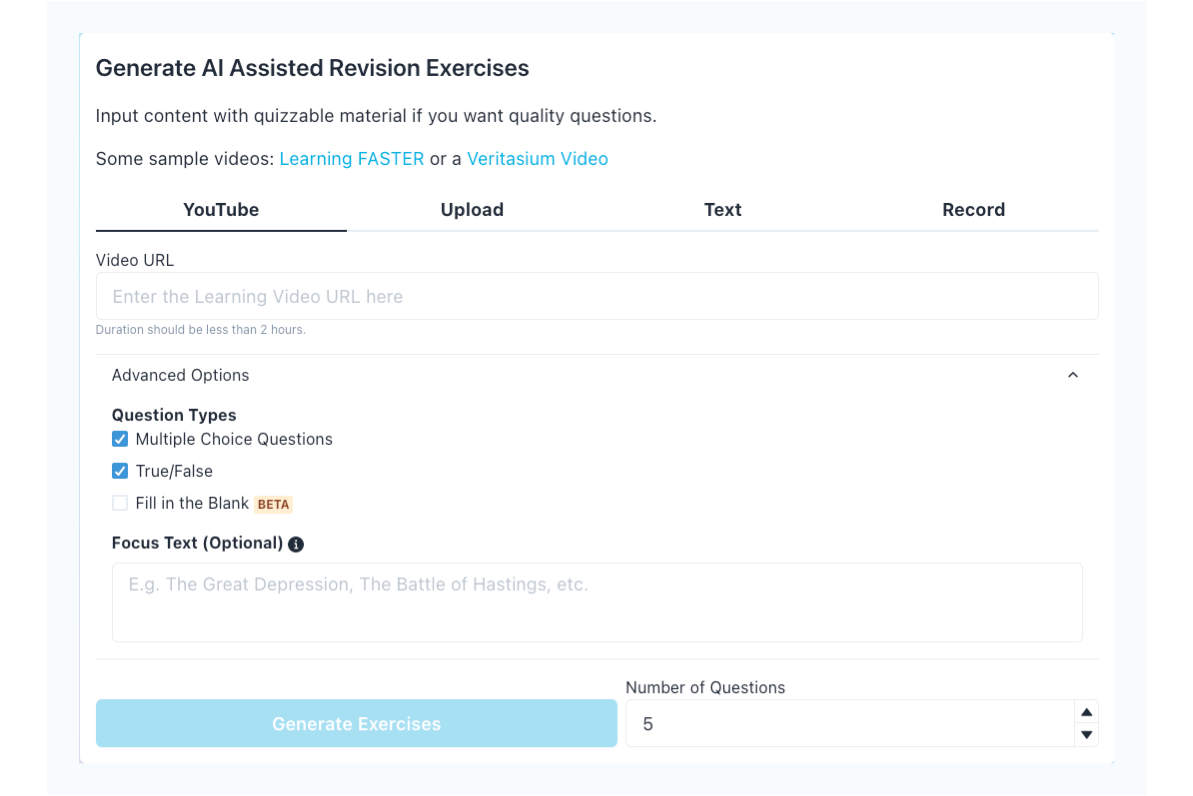 Generate AI Assisted Revision Exercises
Input content with quizzable material if you want quality questions.
Some sample videos: Learning FASTER or a Veritasium Video
YouTube Upload Text Record
Video URL
Enter the Learning Video URL here
Duration should be less than 2 hours.
Advanced Options
Question Types
Multiple Choice Questions
True/False
Fill in the Blank BETA
Focus Text (Optional)
E.g. The Great Depression, The Battle of Hastings, etc.
Number of Questions
Generate Exercises 5